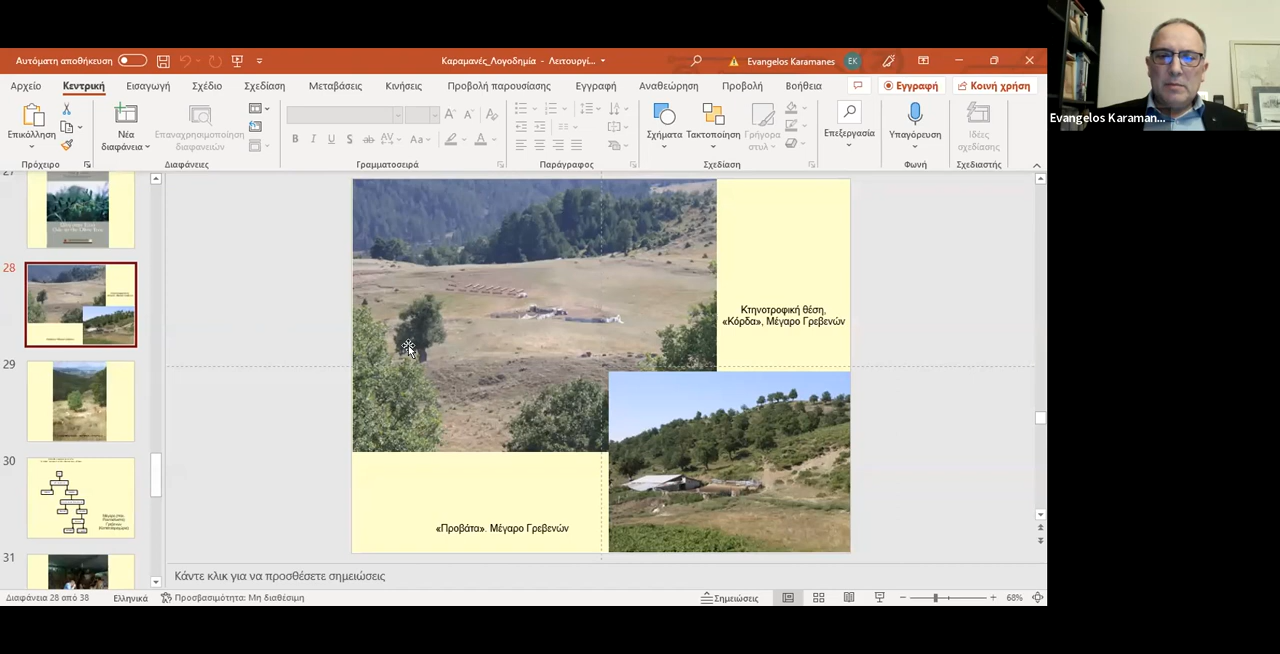 Αυτόματη αποθήκευση
Καραμανές_Λογοδημία - Λειτουργί...
Evangelos Karamanes
EK
Αρχείο
Κεντρική
Εισαγωγή
Σχέδιο
Σχεδίαση
Μεταβάσεις
Κινήσεις
Προβολή παρουσίασης
Εγγραφή
Αναθεώρηση
Προβολή
Βοήθεια
Εγγραφή
Κοινή χρήση
Επικόλληση
Νέα
διαφάνεια
Επαναχρησιμοποίηση
διαφανειών
Σχήματα
Τακτοποίηση
Γρήγορα
στυλ
Επεξεργασία
Υπαγόρευση
Ιδέες
σχεδίασης
Πρόχειρο
Διαφάνειες
Γραμματοσειρά
Παράγραφος
Σχεδίαση
Φωνή
Σχεδιαστής
27
28
29
30
31
Κτηνοτροφική θέση,
«Κόρδα», Μέγαρο Γρεβενών
«Προβάτα». Μέγαρο Γρεβενών
Κάντε κλικ για να προσθέσετε σημειώσεις
Διαφάνεια 28 από 38
Ελληνικά
Προσβασιμότητα: Μη διαθέσιμη
Σημειώσεις
68%
Evangelos Karaman...